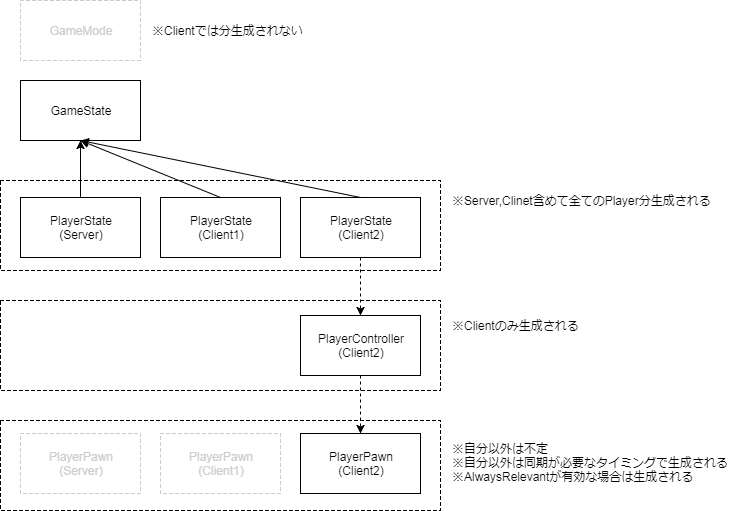 GameMode
※Clientでは分生成されない
GameState
PlayerState
(Server)
PlayerState
(Client1)
PlayerState
(Client2)
※Server,Clinet含めて全てのPlayer分生成される
PlayerController
(Client2)
※Clientのみ生成される
PlayerPawn
(Server)
PlayerPawn
(Client1)
PlayerPawn
(Client2)
※自分以外は不定
※自分以外は同期が必要なタイミングで生成される
※AlwaysRelevantが有効な場合は生成される